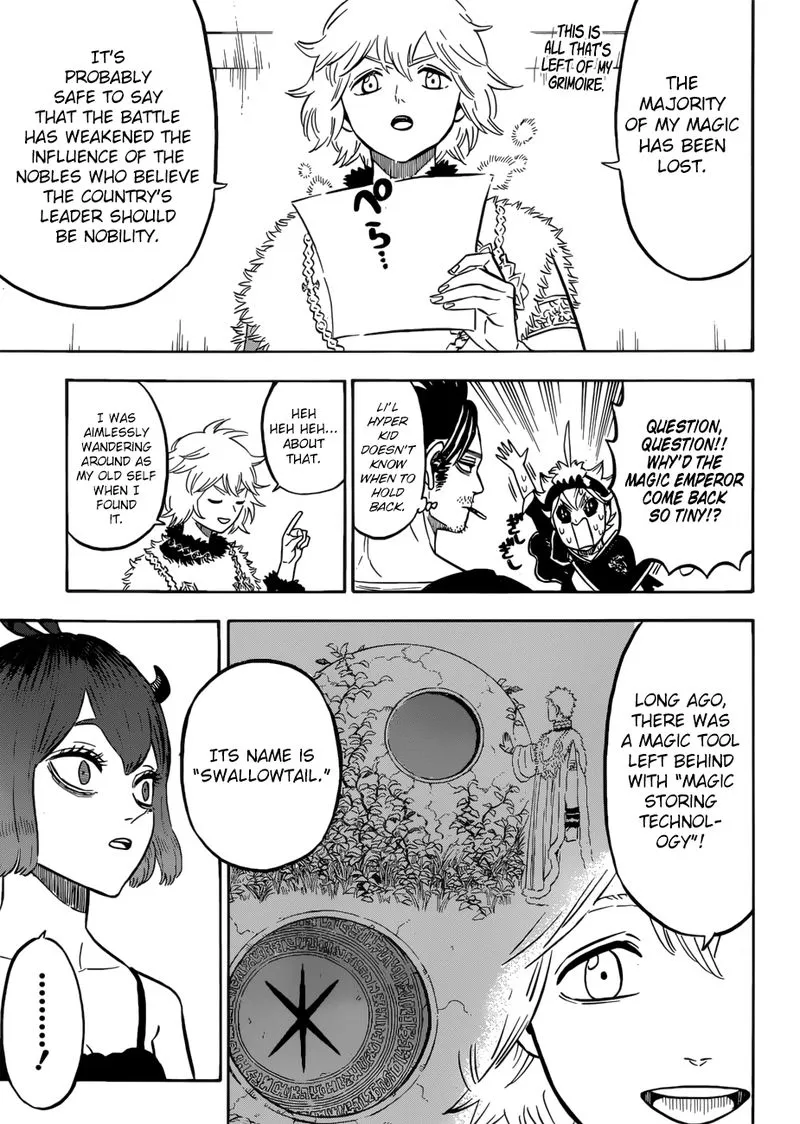 THE
MAJORITY
OF MY MAGIC
HAS BEEN
LOST.
THIS IS
ALL THAT'S
LEFT OF MY
GRIMOIRE.
ぺら…
IT'S
PROBABLY
SAFE TO SAY
THAT THE BATTLE
HAS WEAKENED THE
INFLUENCE OF THE
NOBLES WHO BELIEVE
THE COUNTRY'S
LEADER SHOULD
BE NOBILITY.
QUESTION,
QUESTION!!
WHY'D THE
MAGIC EMPEROR
COME BACK
SO TINY!?
ぎし
ぎし
LI'L
HYPER
KID
DOESN'T
KNOW
WHEN TO
HOLD
BACK.
HEH
HEH HEH...
ABOUT
THAT.
I WAS
AIMLESSLY
WANDERING
AROUND AS
MY OLD SELF
WHEN I
FOUND
IT.
LONG AGO,
THERE WAS
A MAGIC TOOL
LEFT BEHIND
WITH "MAGIC
STORING
TECHNOL-
OGY"!
ITS NAME IS
"SWALLOWTAIL."
........!